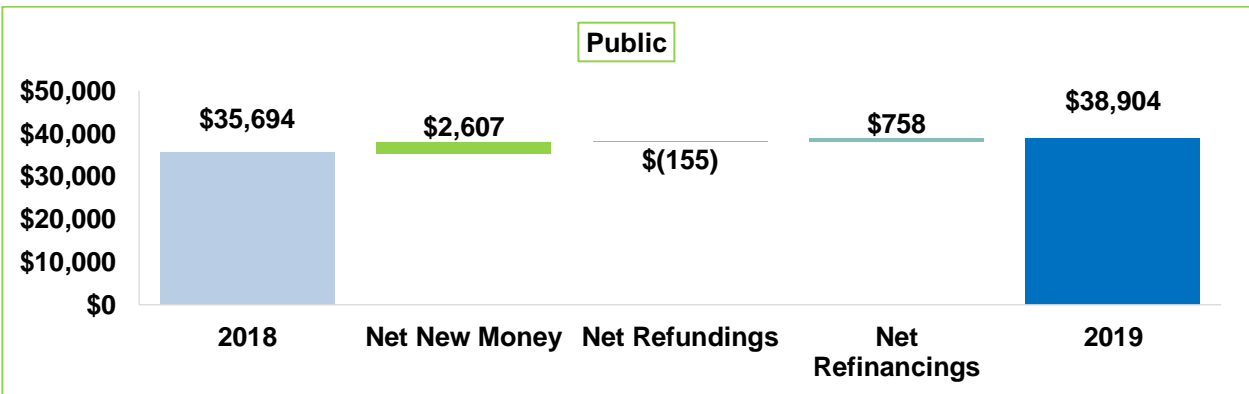 Public
$50,000
$40,000
$30,000
$20,000
$10,000
$0
$35,694
$2,607
$(155)
$758
$38,904
2018
Net New Money
Net Refundings
Net
Refinancings
2019